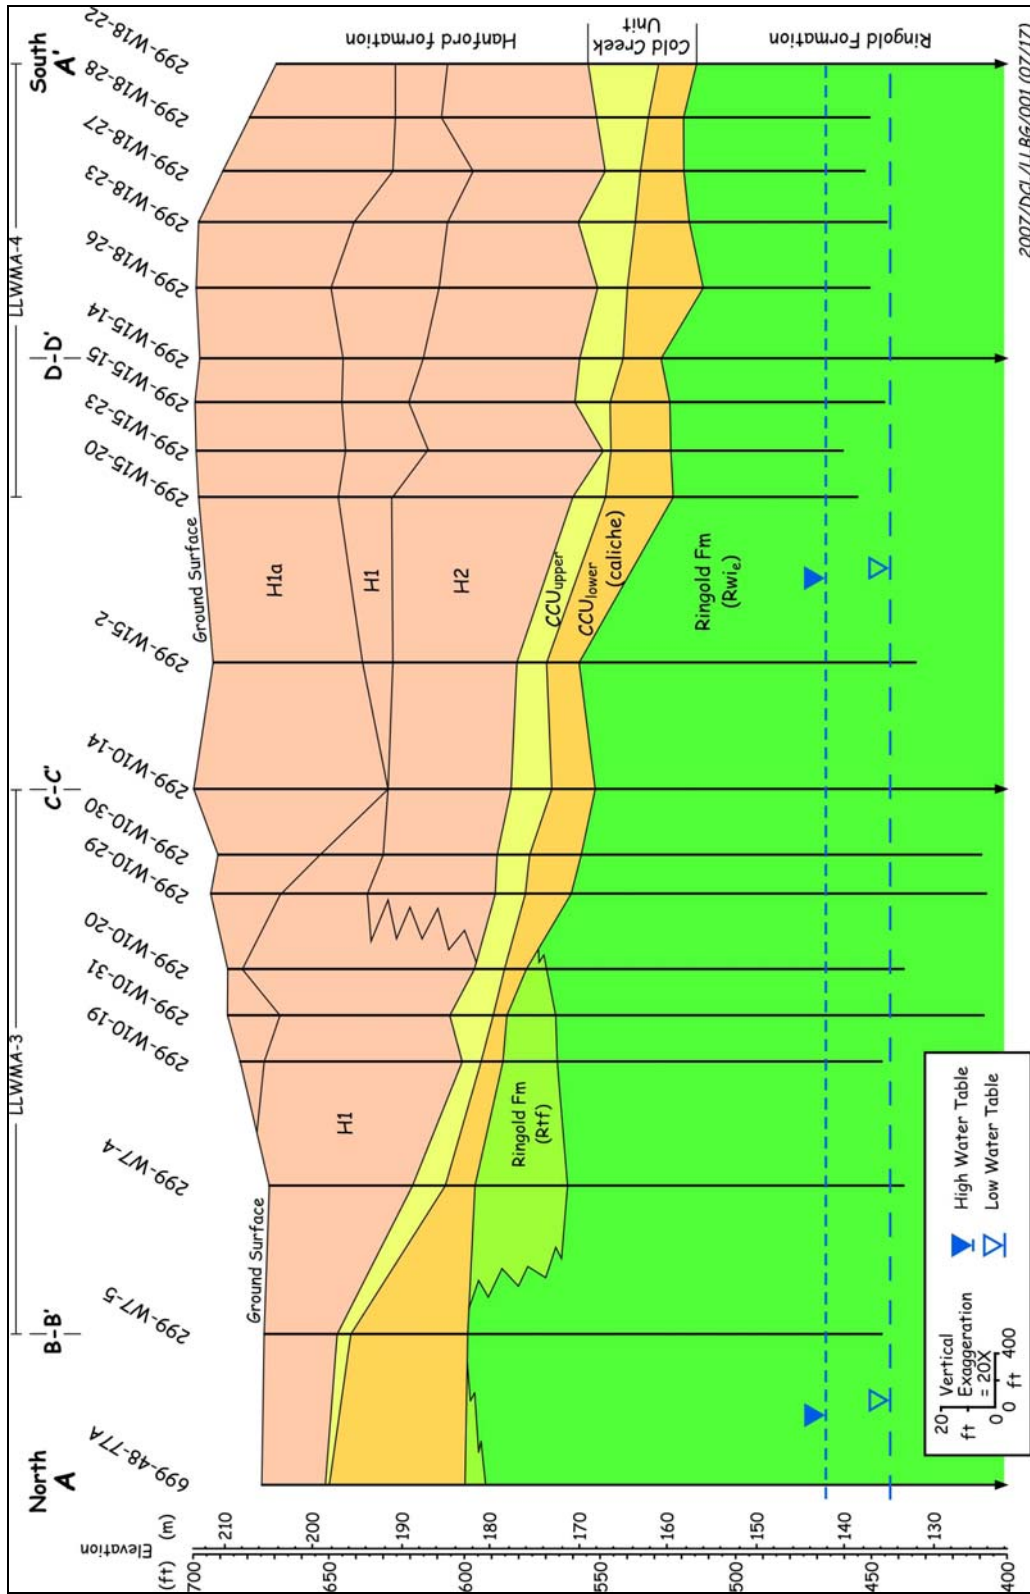 North
A
B-B'
C-C'
D-D'
South
A'
LLWMA-3
LLWMA-4
699-48-77A
299-W7-5
299-W7-4
299-W10-19
299-W10-31
299-W10-20
299-W10-29
299-W10-30
299-W10-14
299-W15-2
299-W15-20
299-W15-23
299-W15-15
299-W15-14
299-W18-26
299-W18-23
299-W18-27
299-W18-28
299-W18-22
Elevation
(ft)
(m)
700
650
600
550
500
450
400
210
200
190
180
170
160
150
140
130
Ground Surface
Ground Surface
H1a
H1
H1
H2
CCUupper
CCUlower
(caliche)
Ringold Fm
(Rtf)
Ringold Fm
(Rwie)
Hanford formation
Cold Creek
Unit
Ringold Formation
20
ft
0
Vertical
Exaggeration
= 20X
0
400
ft
High Water Table
Low Water Table
2007/DCL/LLBG/001 (07/17)